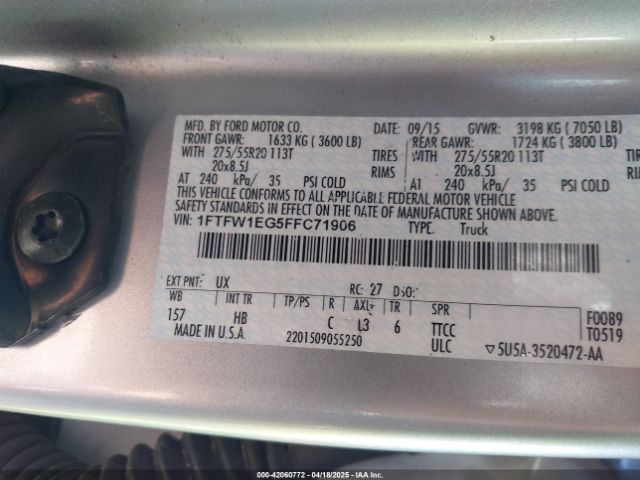 MFD. BY FORD MOTOR CO. DATE: 09/15 GVWR: 3198 KG ( 7050 LB)
FRONT GAWR: 1633 KG ( 3600 LB) REAR GAWR: 1724 KG ( 3800 LB)
WITH 275/55R20 113T TIRES WITH 275/55R20 113T TIRES
20x8.5J RIMS 20x8.5J RIMS
AT 240 kPa/ 35 PSI COLD AT 240 kPa/ 35 PSI COLD
THIS VEHICLE CONFORMS TO ALL APPLICABLE FEDERAL MOTOR VEHICLE
SAFETY STANDARDS IN EFFECT ON THE DATE OF MANUFACTURE SHOWN ABOVE.
VIN: 1FTFW1EG5FFC71906 TYPE: Truck
EXT PNT: UX RC: 27 DSO:
WB INT TR TP/PS R AXL TR SPR
157 HB C L3 6 TTCC F0089
MADE IN U.S.A. 2201509055250 ULC T0519
▽5U5A-3520472-AA
000-42060772 - 04/18/2025 - IAAI